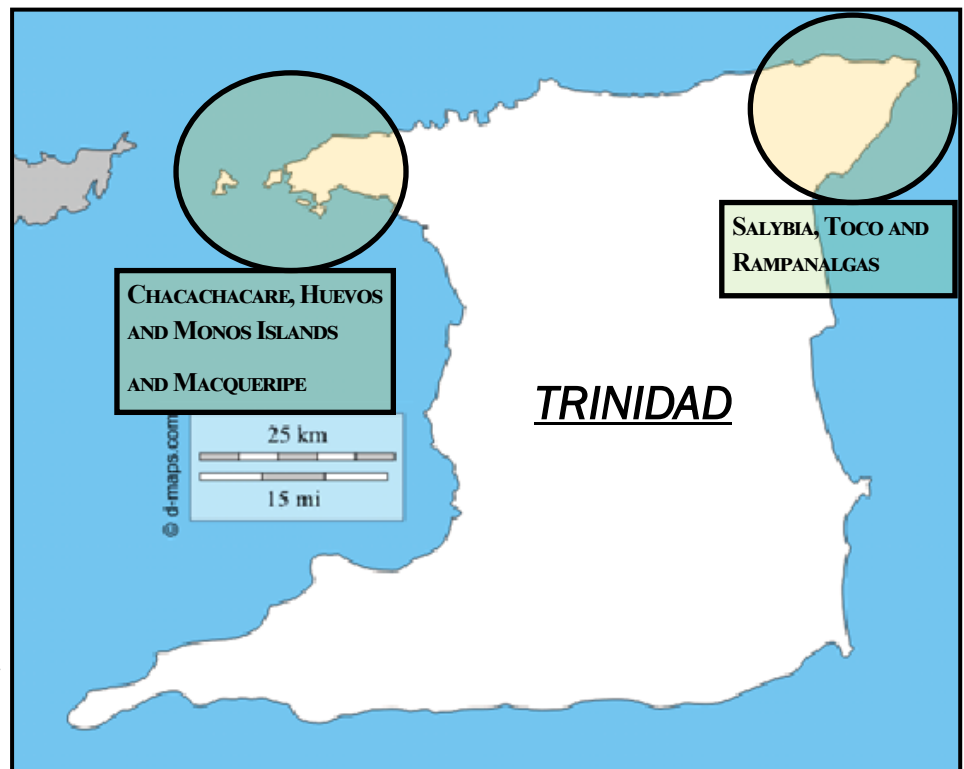 SALYBIA, TOCO AND
RAMPANALGAS
CHACACHACARE, HUEVOS
AND MONOS ISLANDS
AND MACQUERIPE
TRINIDAD
25 km
15 mi
© d-maps.com